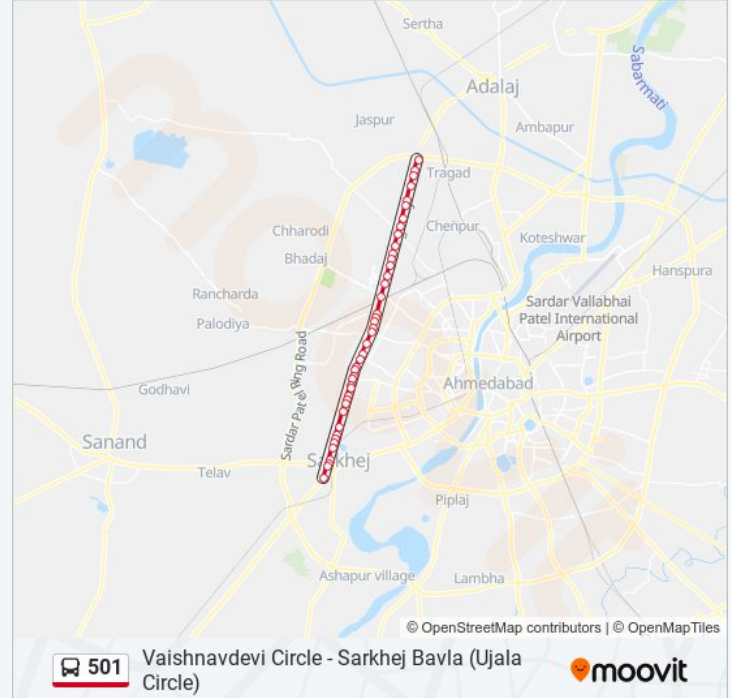 Sertha
Sabarmati
Adalaj
Jaspur
Ambapur
Tragad
Chharodi
Chenpur
Koteshwar
Bhadaj
Hanspura
Rancharda
Sardar Vallabhai
Patel International
Airport
Palodiya
Sardar Patel Ring Road
Ahmedabad
Godhavi
Sanand
Sarkhej
Telav
Piplaj
Ashapur village
Lambha
© OpenStreetMap contributors | © OpenMapTiles
501
Vaishnavdevi Circle - Sarkhej Bavla (Ujala
Circle)
moovit